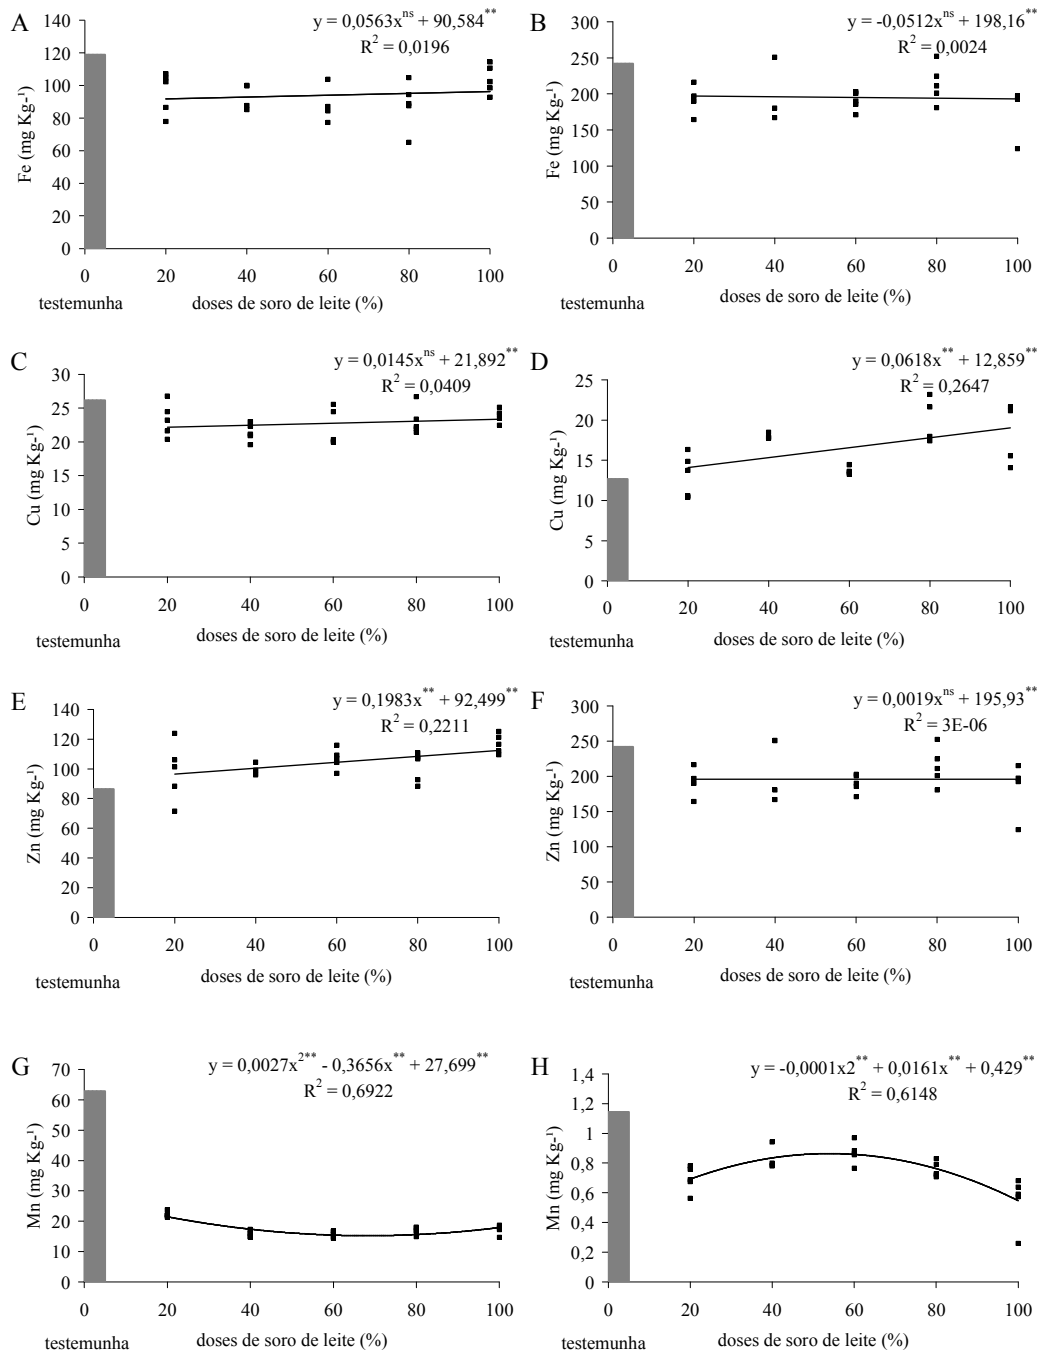 A
y = 0,0563x^ns + 90,584**
R² = 0,0196
Fe (mg Kg-¹)
140
120
100
80
60
40
20
0
0 20 40 60 80 100
testemunha doses de soro de leite (%)
B
y = -0,0512x^ns + 198,16**
R² = 0,0024
Fe (mg Kg-¹)
300
250
200
150
100
50
0
0 20 40 60 80 100
testemunha doses de soro de leite (%)
C
y = 0,0145x^ns + 21,892**
R² = 0,0409
Cu (mg Kg-¹)
30
25
20
15
10
5
0
0 20 40 60 80 100
testemunha doses de soro de leite (%)
D
y = 0,0618x** + 12,859**
R² = 0,2647
Cu (mg Kg-¹)
25
20
15
10
5
0
0 20 40 60 80 100
testemunha doses de soro de leite (%)
E
y = 0,1983x** + 92,499**
R² = 0,2211
Zn (mg Kg-¹)
140
120
100
80
60
40
20
0
0 20 40 60 80 100
testemunha doses de soro de leite (%)
F
y = 0,0019x^ns + 195,93**
R² = 3E-06
Zn (mg Kg-¹)
300
250
200
150
100
50
0
0 20 40 60 80 100
testemunha doses de soro de leite (%)
G
y = 0,0027x²** - 0,3656x** + 27,699**
R² = 0,6922
Mn (mg Kg-¹)
70
60
50
40
30
20
10
0
0 20 40 60 80 100
testemunha doses de soro de leite (%)
H
y = -0,0001x2** + 0,0161x** + 0,429**
R² = 0,6148
Mn (mg Kg-¹)
1,4
1,2
1
0,8
0,6
0,4
0,2
0
0 20 40 60 80 100
testemunha doses de soro de leite (%)